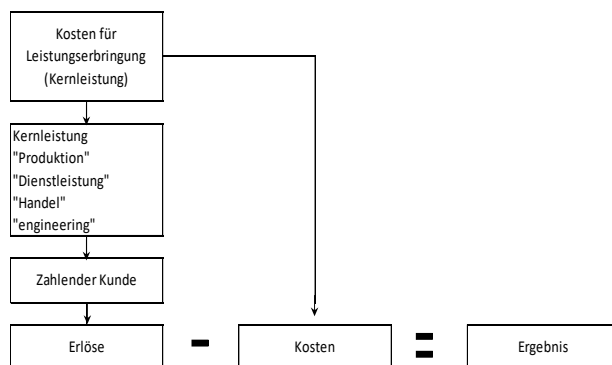 Kosten für
Leistungserbringung
(Kernleistung)
Kernleistung
"Produktion"
"Dienstleistung"
"Handel"
"engineering"
Zahlender Kunde
Erlöse - Kosten = Ergebnis